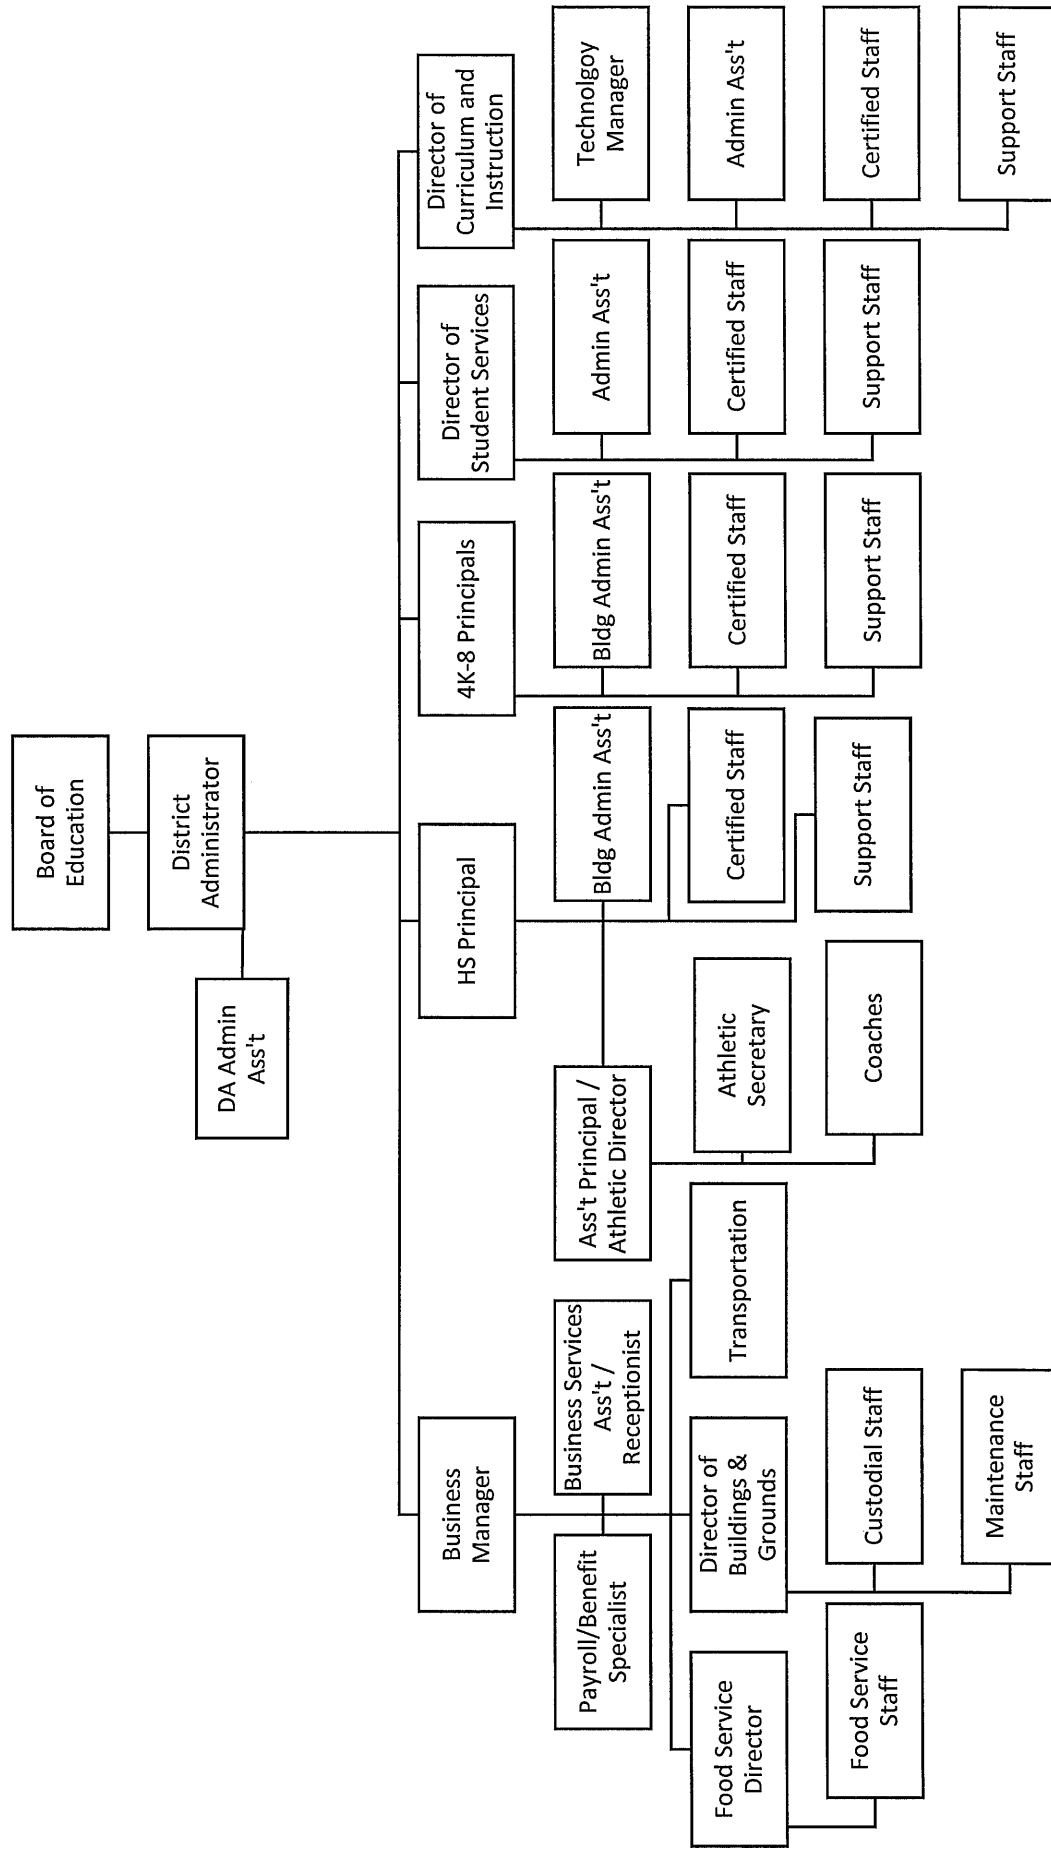 Board of
Education
District
Administrator
DA Admin
Ass't
Business
Manager
HS Principal
4K-8 Principals
Director of
Student Services
Director of
Curriculum and
Instruction
Payroll/Benefit
Specialist
Business Services
Ass't /
Receptionist
Ass't Principal /
Athletic Director
Bldg Admin Ass't
Bldg Admin Ass't
Admin Ass't
Technolgoy
Manager
Food Service
Director
Director of
Buildings &
Grounds
Transportation
Athletic
Secretary
Certified Staff
Certified Staff
Certified Staff
Admin Ass't
Food Service
Staff
Custodial Staff
Coaches
Support Staff
Support Staff
Support Staff
Certified Staff
Maintenance
Staff
Support Staff